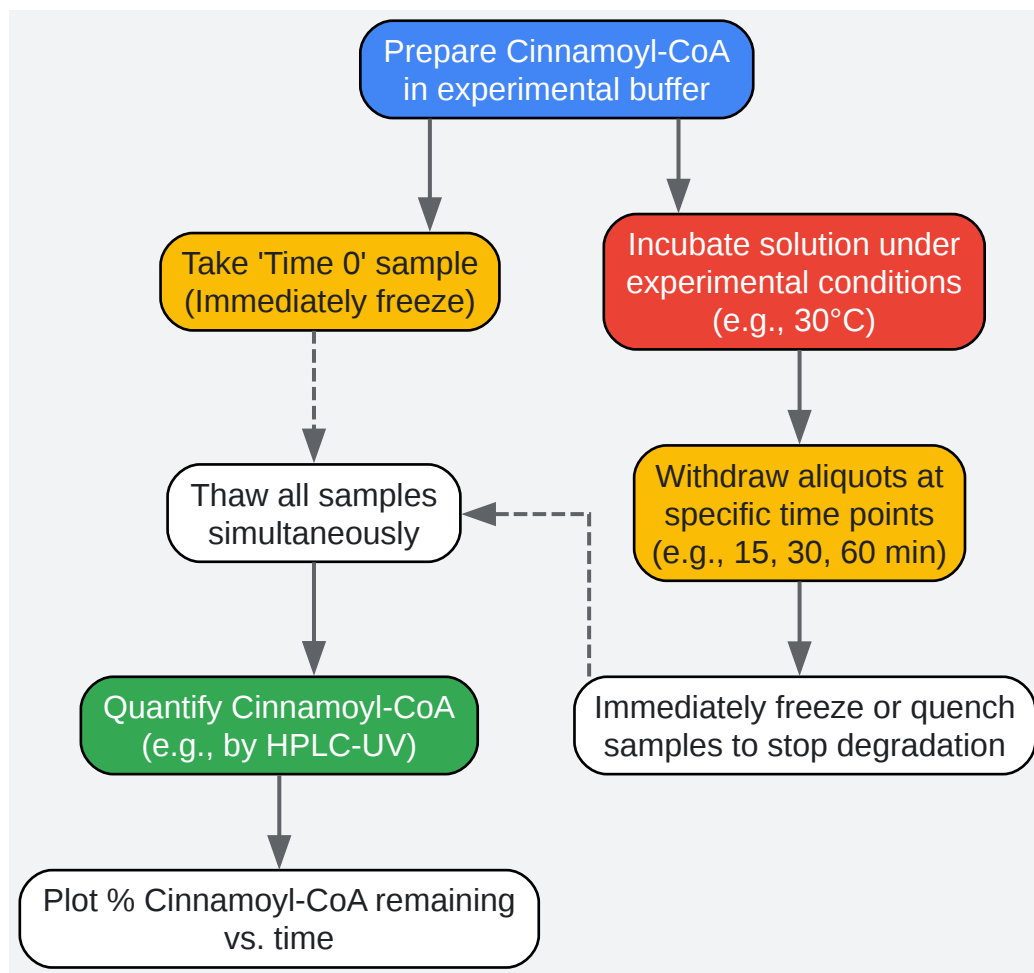 Prepare Cinnamoyl-CoA
in experimental buffer
Take 'Time 0' sample
(Immediately freeze)
Incubate solution under
experimental conditions
(e.g., 30°C)
Thaw all samples
simultaneously
Withdraw aliquots at
specific time points
(e.g., 15, 30, 60 min)
Quantify Cinnamoyl-CoA
(e.g., by HPLC-UV)
Immediately freeze or quench
samples to stop degradation
Plot % Cinnamoyl-CoA remaining
vs. time